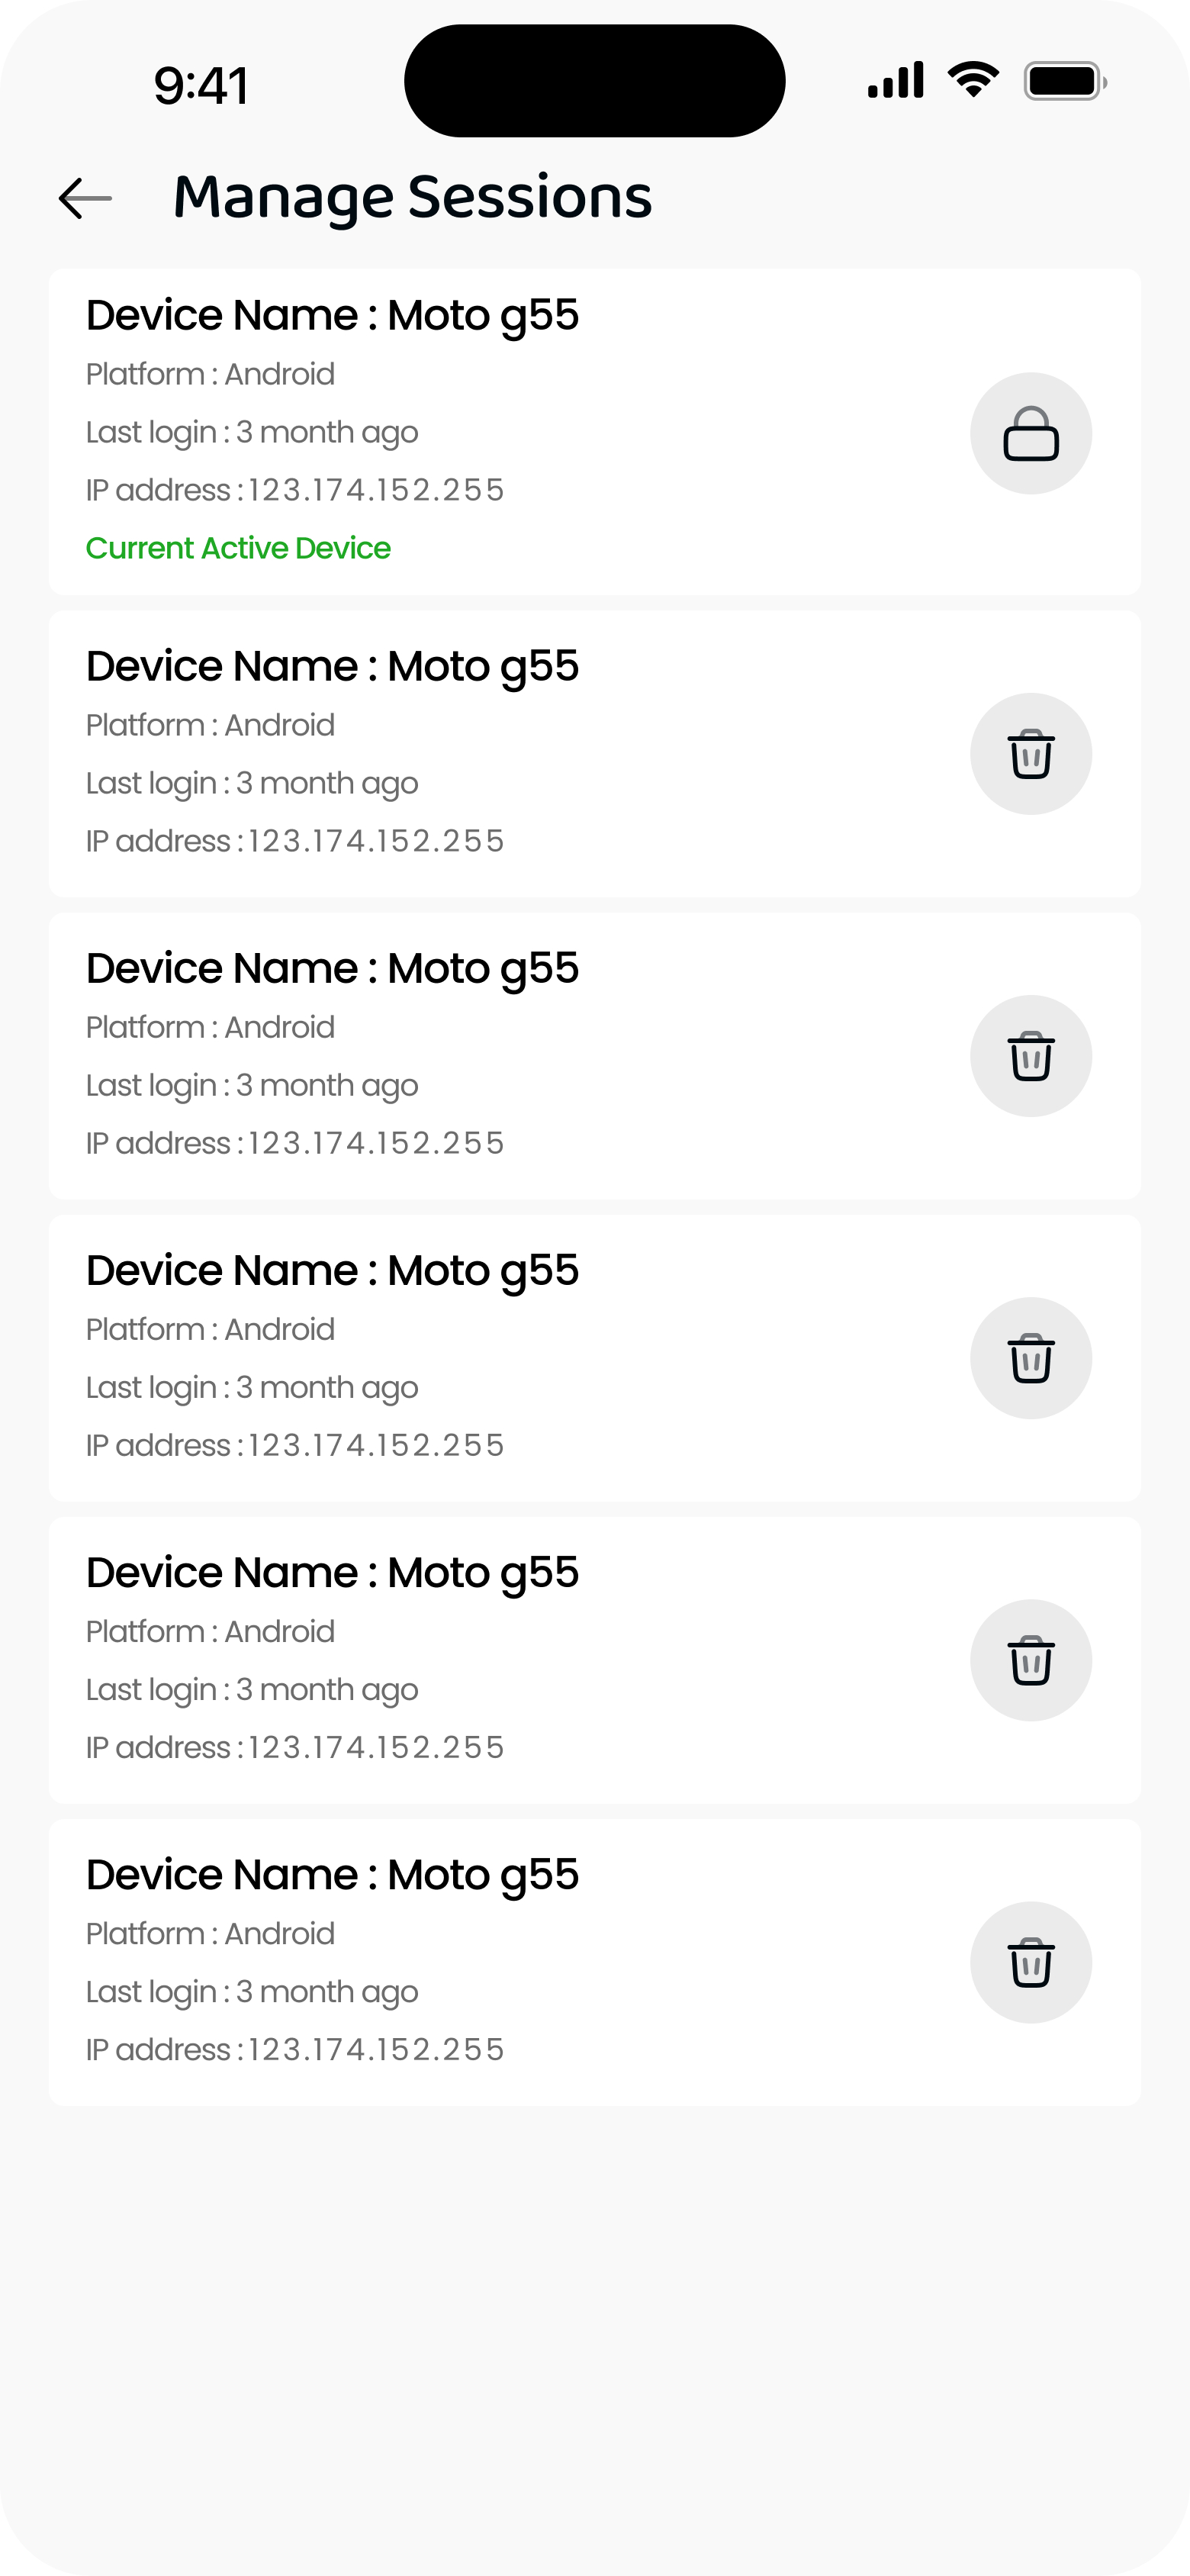 9:41
Manage Sessions
Device Name : Moto g55
Platform : Android
Last login : 3 month ago
IP address : 123.174.152.255
Current Active Device
Device Name : Moto g55
Platform : Android
Last login : 3 month ago
IP address : 123.174.152.255
Device Name : Moto g55
Platform : Android
Last login : 3 month ago
IP address : 123.174.152.255
Device Name : Moto g55
Platform : Android
Last login : 3 month ago
IP address : 123.174.152.255
Device Name : Moto g55
Platform : Android
Last login : 3 month ago
IP address : 123.174.152.255
Device Name : Moto g55
Platform : Android
Last login : 3 month ago
IP address : 123.174.152.255